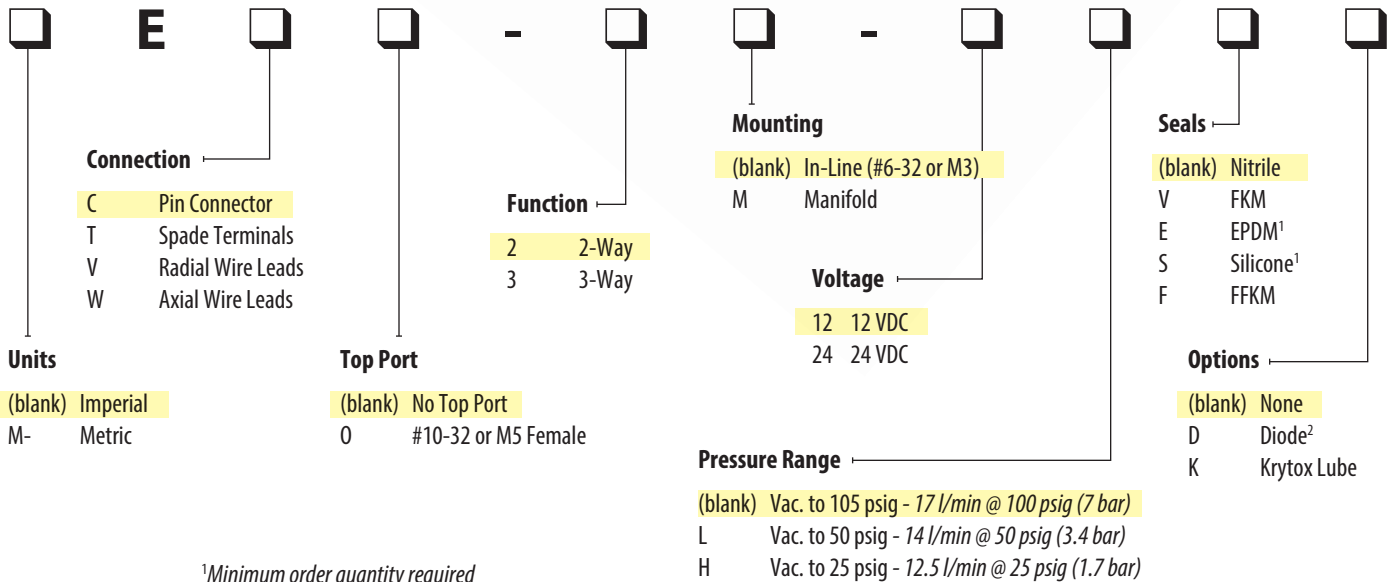 E - -
Connection
C Pin Connector
T Spade Terminals
V Radial Wire Leads
W Axial Wire Leads
Units
(blank) Imperial
M- Metric
Top Port
(blank) No Top Port
O #10-32 or M5 Female
Function
2 2-Way
3 3-Way
Mounting
(blank) In-Line (#6-32 or M3)
M Manifold
Voltage
12 12 VDC
24 24 VDC
Pressure Range
(blank) Vac. to 105 psig - 17 l/min @ 100 psig (7 bar)
L Vac. to 50 psig - 14 l/min @ 50 psig (3.4 bar)
H Vac. to 25 psig - 12.5 l/min @ 25 psig (1.7 bar)
Seals
(blank) Nitrile
V FKM
E EPDM¹
S Silicone¹
F FFKM
Options
(blank) None
D Diode²
K Krytox Lube
¹Minimum order quantity required